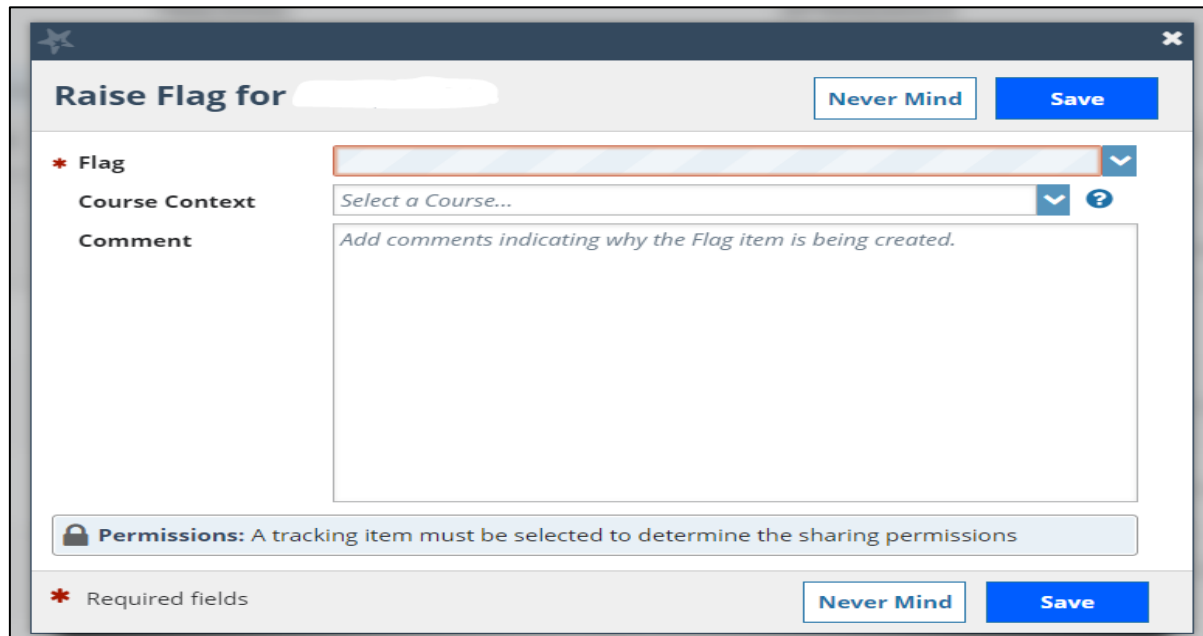 Raise Flag for
Never Mind
Save
* Flag
Course Context
Select a Course...
?
Comment
Add comments indicating why the Flag item is being created.
Permissions: A tracking item must be selected to determine the sharing permissions
* Required fields
Never Mind
Save